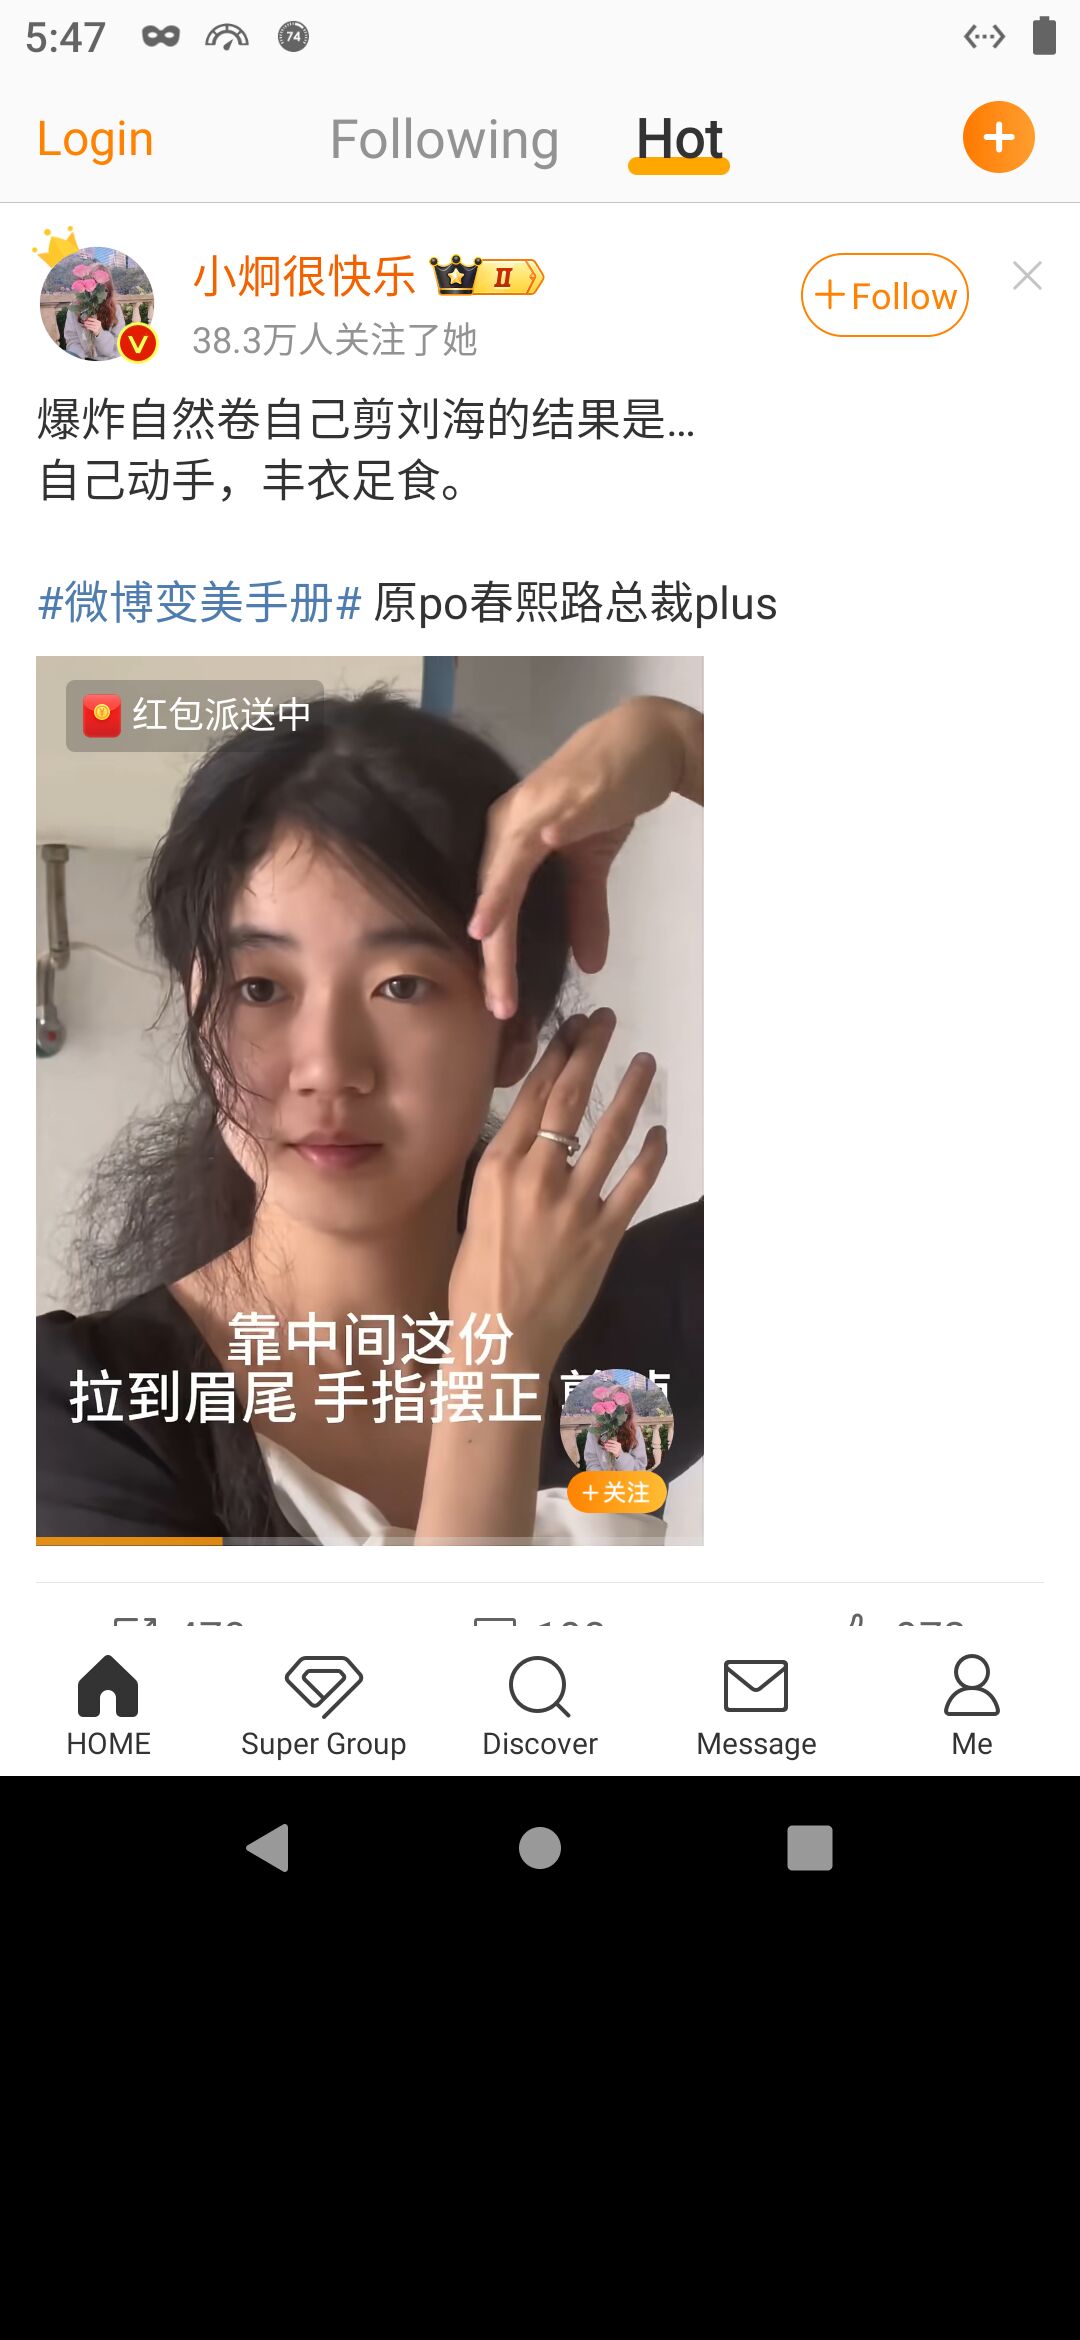 5:47
74
Login
Following
Hot
小炯很快乐
II
+Follow
38.3万人关注了她
爆炸自然卷自己剪刘海的结果是...
自己动手，丰衣足食。
#微博变美手册# 原po春熙路总裁plus
红包派送中
靠中间这份
拉到眉尾 手指摆正
+关注
HOME
Super Group
Discover
Message
Me